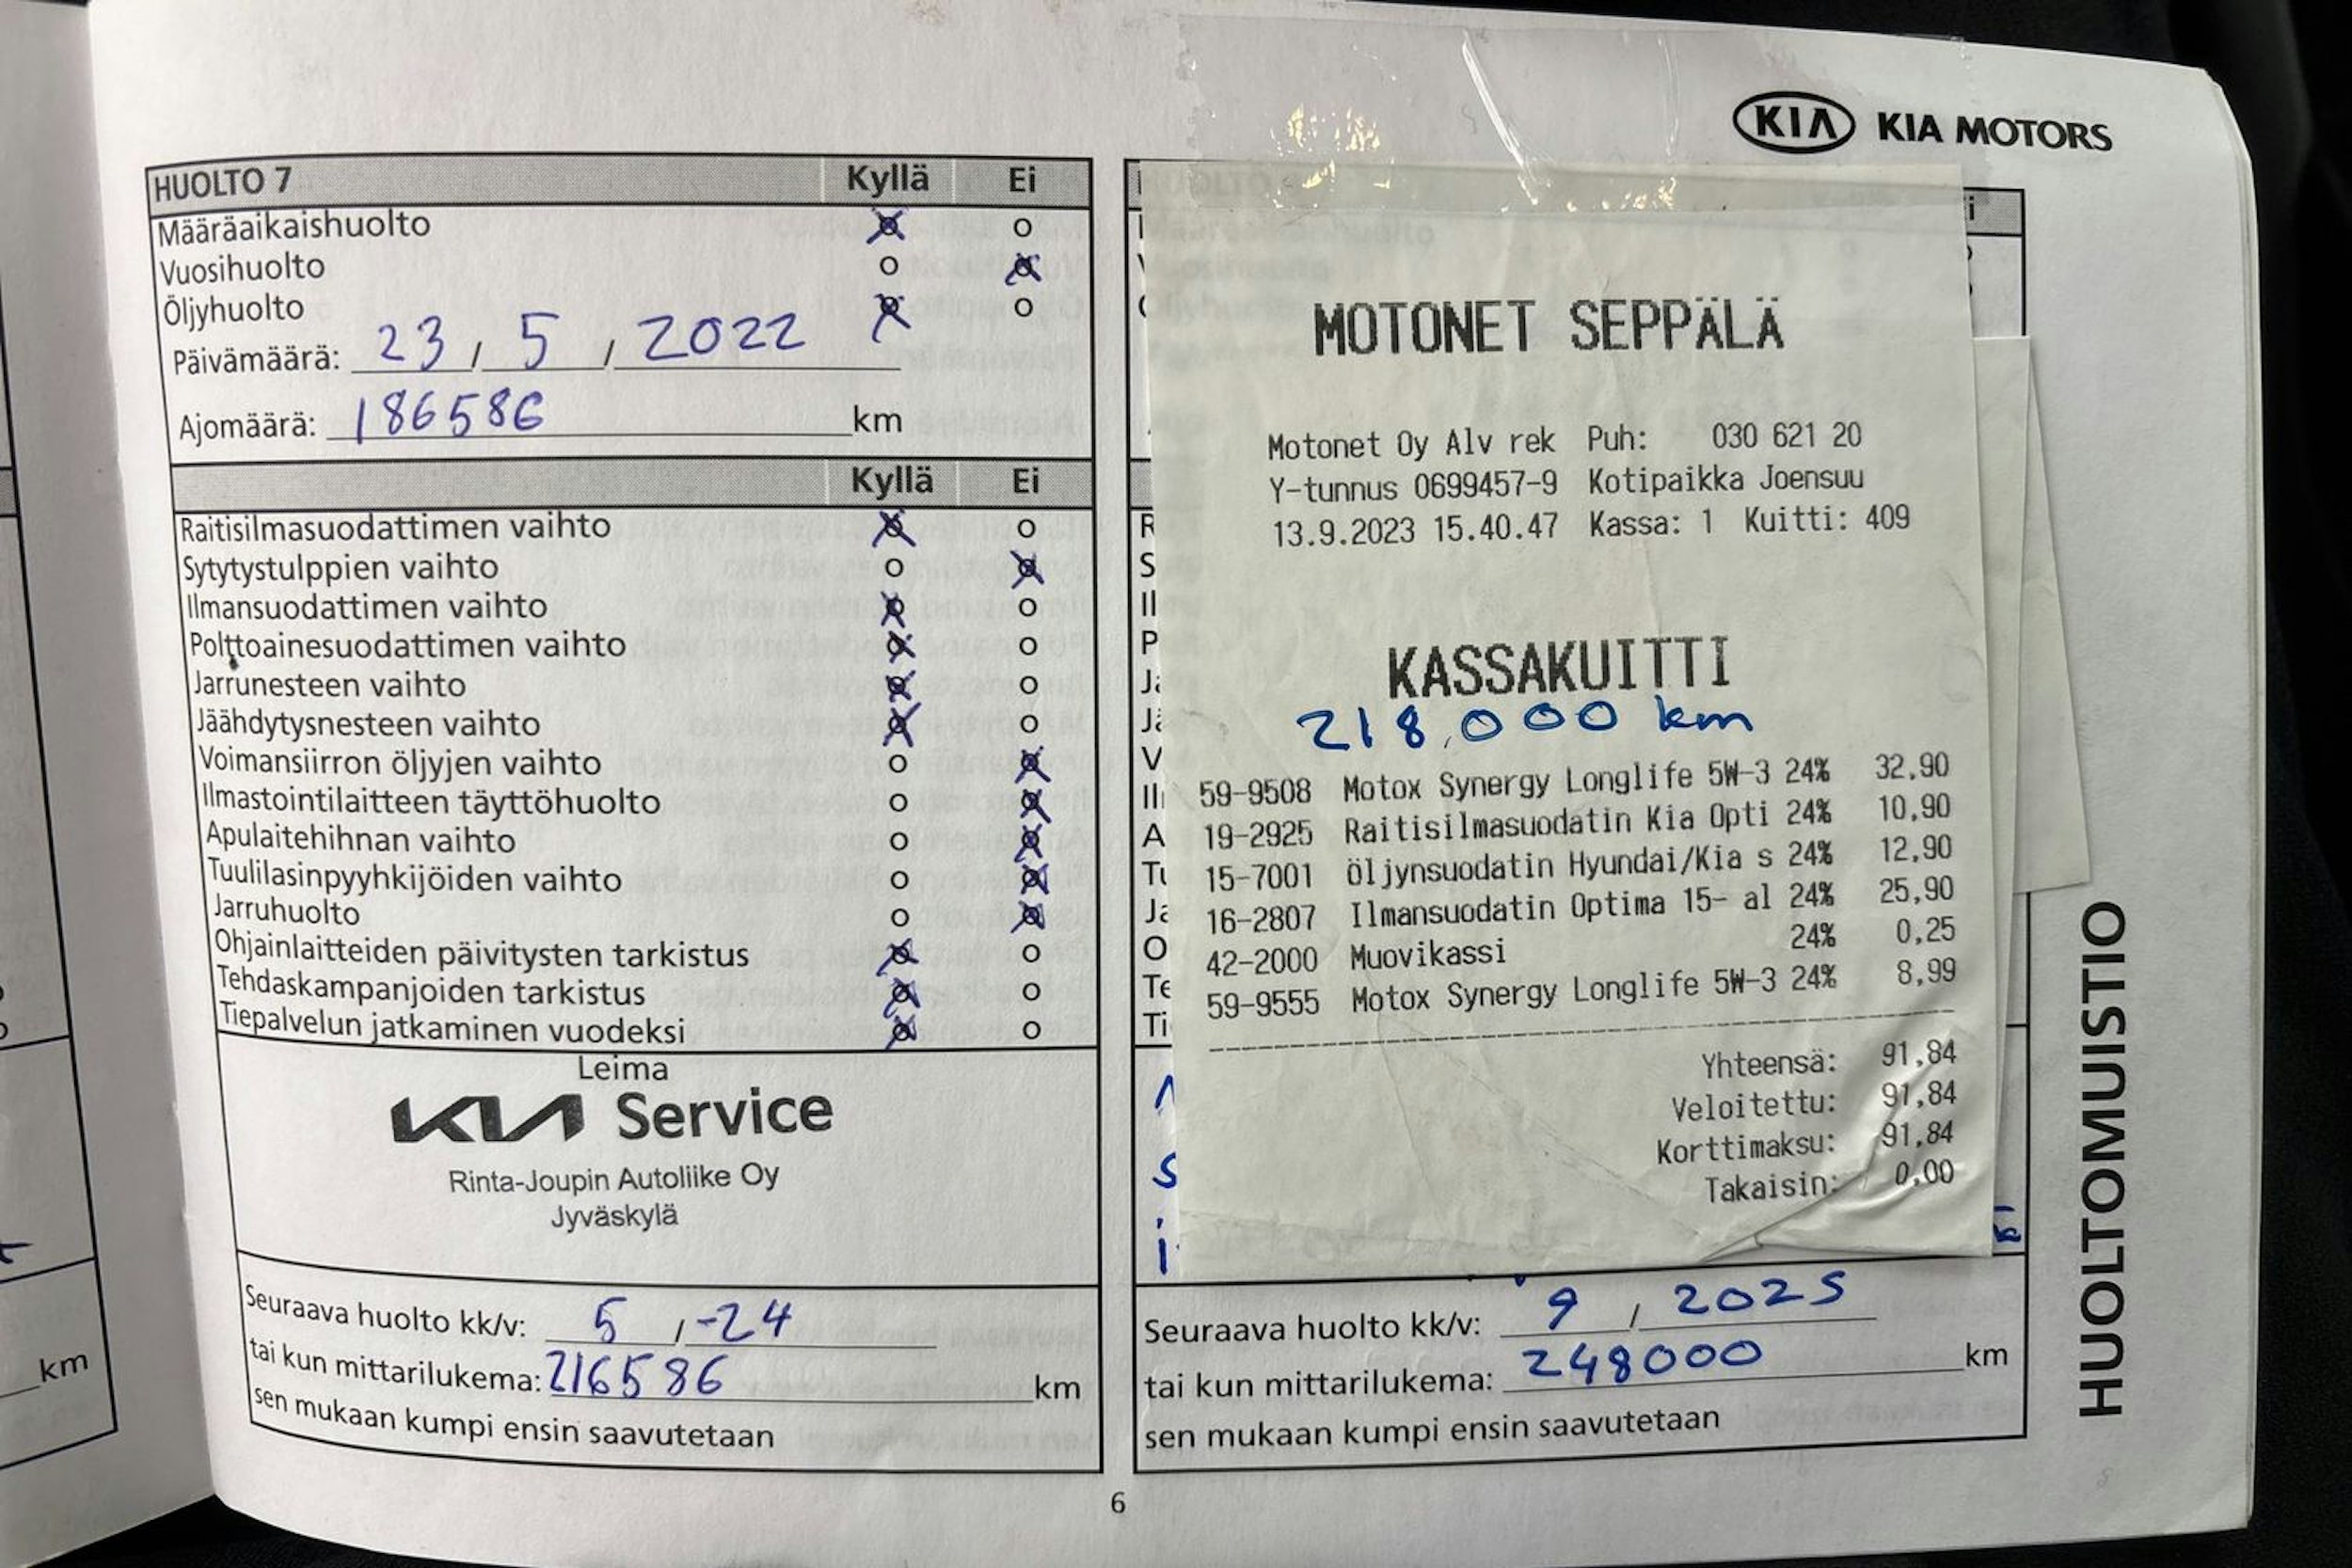 HUOLTO 7 Kyllä Ei
Määräaikaishuolto
Vuosihuolto o
Öljyhuolto o
Päivämäärä: 23 / 5 / 2022
Ajomäärä: 186586 km
Kyllä Ei
Raitisilmasuodattimen vaihto o
Sytytystulppien vaihto o
Ilmansuodattimen vaihto o
Polttoainesuodattimen vaihto o
Jarrunesteen vaihto o
Jäähdytysnesteen vaihto o
Voimansiirron öljyjen vaihto o
Ilmastointilaitteen täyttöhuolto o
Apulaitehihnan vaihto o
Tuulilasinpyyhkijöiden vaihto o
Jarruhuolto o
Ohjainlaitteiden päivitysten tarkistus o
Tehdaskampanjoiden tarkistus o
Tiepalvelun jatkaminen vuodeksi o
Leima
KIA Service
Rinta-Joupin Autoliike Oy
Jyväskylä
Seuraava huolto kk/v: 5 / -24
tai kun mittarilukema: 216586 km
sen mukaan kumpi ensin saavutetaan
KIA KIA MOTORS
MOTONET SEPPÄLÄ
Motonet Oy Alv rek Puh: 030 621 20
Y-tunnus 0699457-9 Kotipaikka Joensuu
13.9.2023 15.40.47 Kassa: 1 Kuitti: 409
KASSAKUITTI
218.000 km
59-9508 Motox Synergy Longlife 5W-3 24% 32,90
19-2925 Raitisilmasuodatin Kia Opti 24% 10,90
15-7001 öljynsuodatin Hyundai/Kia s 24% 12,90
16-2807 Ilmansuodatin Optima 15- al 24% 25,90
42-2000 Muovikassi 24% 0,25
59-9555 Motox Synergy Longlife 5W-3 24% 8,99
Yhteensä: 91,84
Veloitettu: 91,84
Korttimaksu: 91,84
Takaisin: 0,00
Seuraava huolto kk/v: 9 / 2025
tai kun mittarilukema: 248000 km
sen mukaan kumpi ensin saavutetaan
HUOLTOMUISTIO
6
km